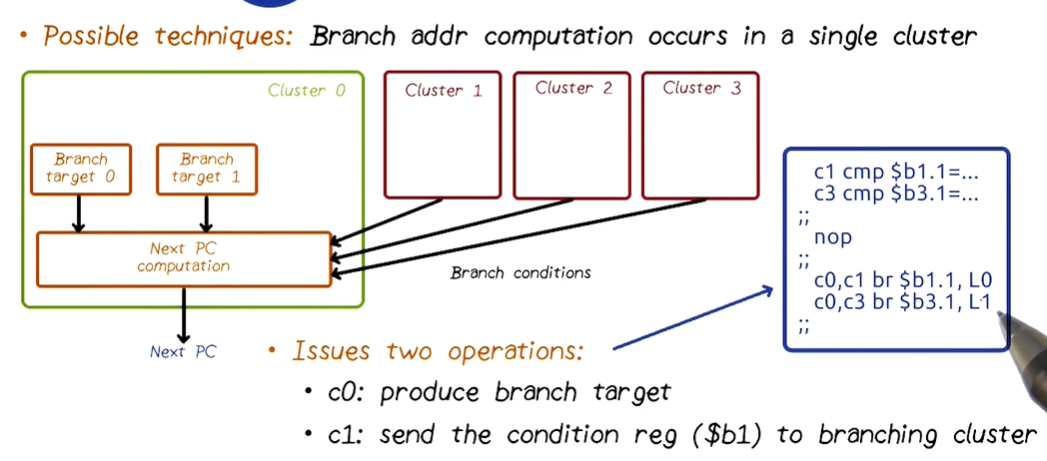 • Possible techniques: Branch addr computation occurs in a single cluster
Cluster 0
Cluster 1
Cluster 2
Cluster 3
Branch
target 0
Branch
target 1
Next PC
computation
Branch conditions
Next PC
c1 cmp $b1.1=...
c3 cmp $b3.1=...
;;
nop
;;
c0,c1 br $b1.1, L0
c0,c3 br $b3.1, L1
;;
• Issues two operations:
• c0: produce branch target
• c1: send the condition reg ($b1) to branching cluster